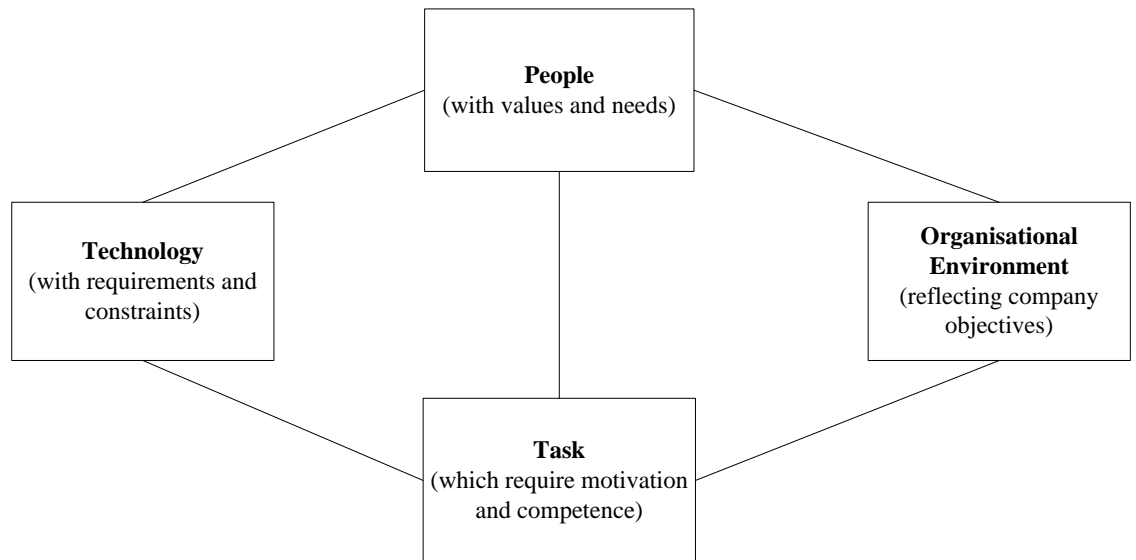 People
(with values and needs)
Technology
(with requirements and
constraints)
Organisational
Environment
(reflecting company
objectives)
Task
(which require motivation
and competence)